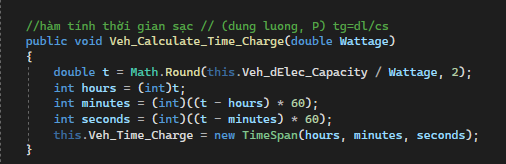 //hàm tính thời gian sạc // (dung luong, P) tg=dl/cs
public void Veh_Calculate_Time_Charge(double Wattage)
{
double t = Math.Round(this.Veh_dElec_Capacity / Wattage, 2);
int hours = (int)t;
int minutes = (int)((t - hours) * 60);
int seconds = (int)((t - minutes) * 60);
this.Veh_Time_Charge = new TimeSpan(hours, minutes, seconds);
}